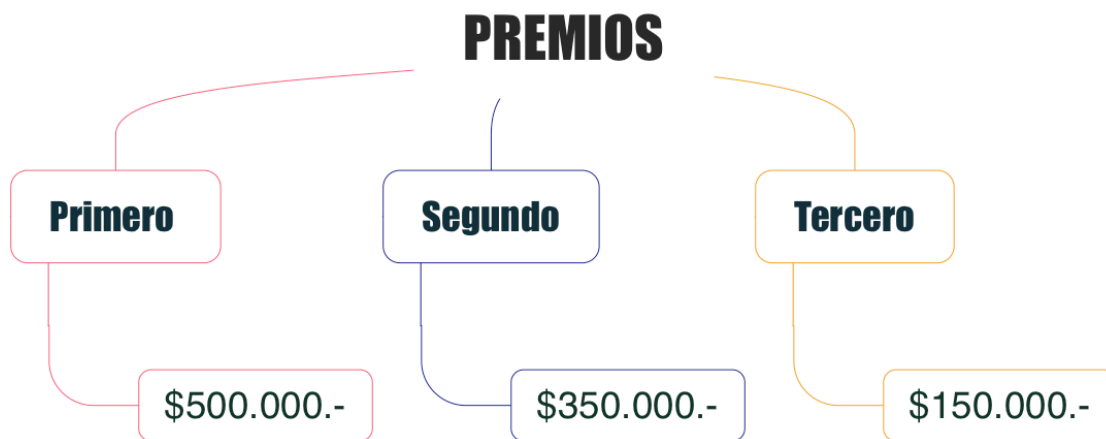 PREMIOS
Primero
Segundo
Tercero
$500.000.-
$350.000.-
$150.000.-